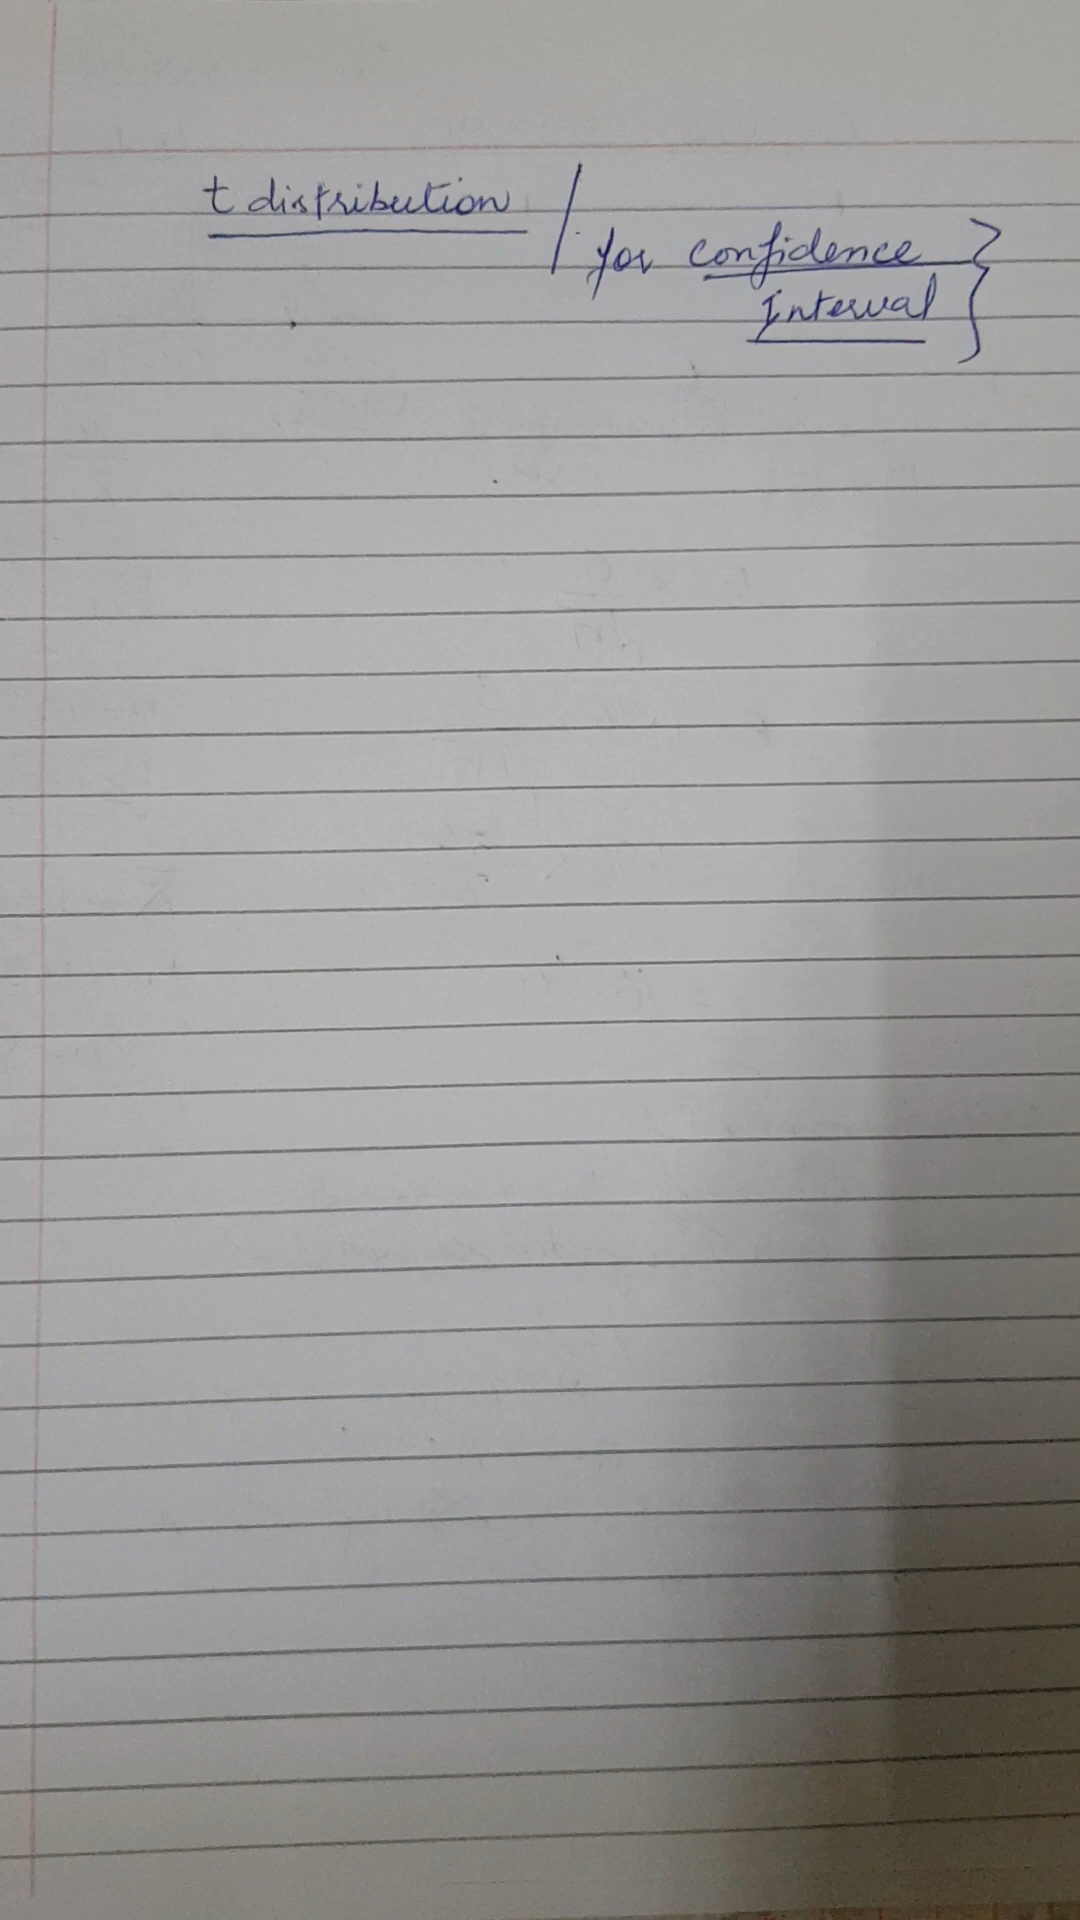 t distribution /
for confidence }
Interval